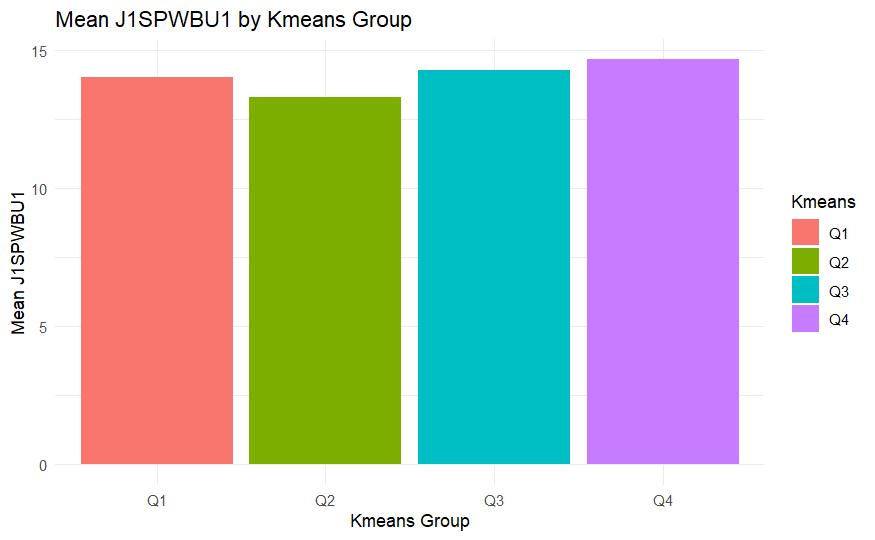 Mean J1SPWBU1 by Kmeans Group
15
10
5
0
Mean J1SPWBU1
Q1 Q2 Q3 Q4
Kmeans Group
Kmeans
Q1
Q2
Q3
Q4